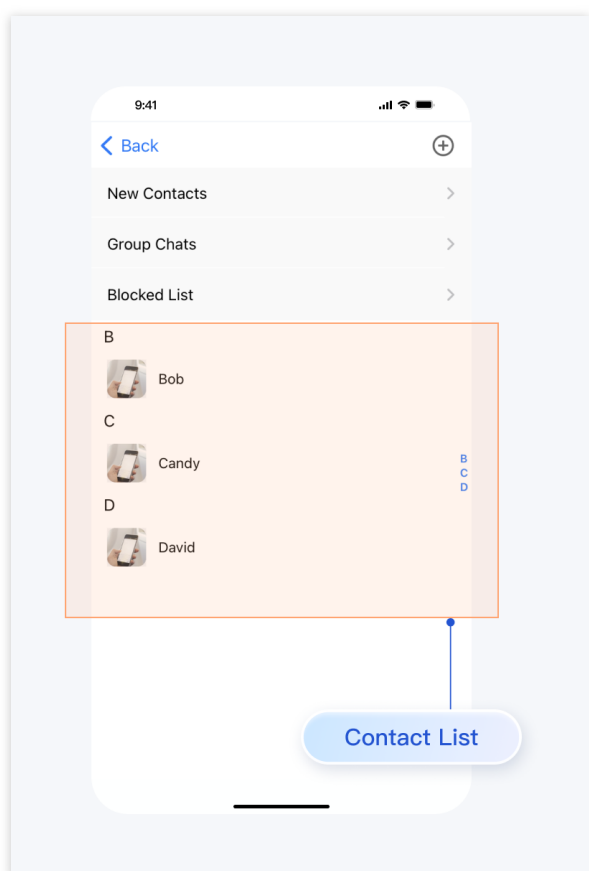 9:41
Back
New Contacts
Group Chats
Blocked List
B
Bob
C
Candy
B
C
D
D
David
Contact List